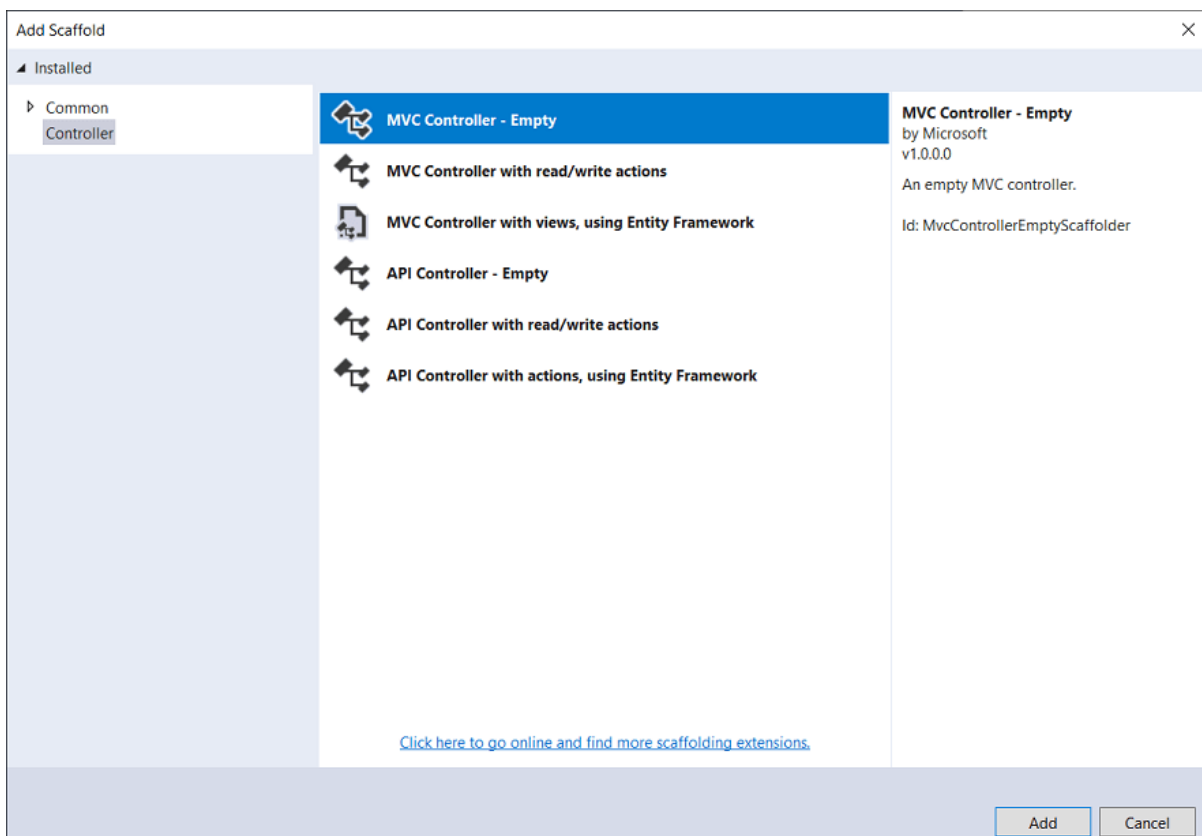 Add Scaffold
Installed
Common
Controller
MVC Controller - Empty
MVC Controller with read/write actions
MVC Controller with views, using Entity Framework
API Controller - Empty
API Controller with read/write actions
API Controller with actions, using Entity Framework
Click here to go online and find more scaffolding extensions.
MVC Controller - Empty
by Microsoft
v1.0.0.0
An empty MVC controller.
Id: MvcControllerEmptyScaffolder
Add
Cancel